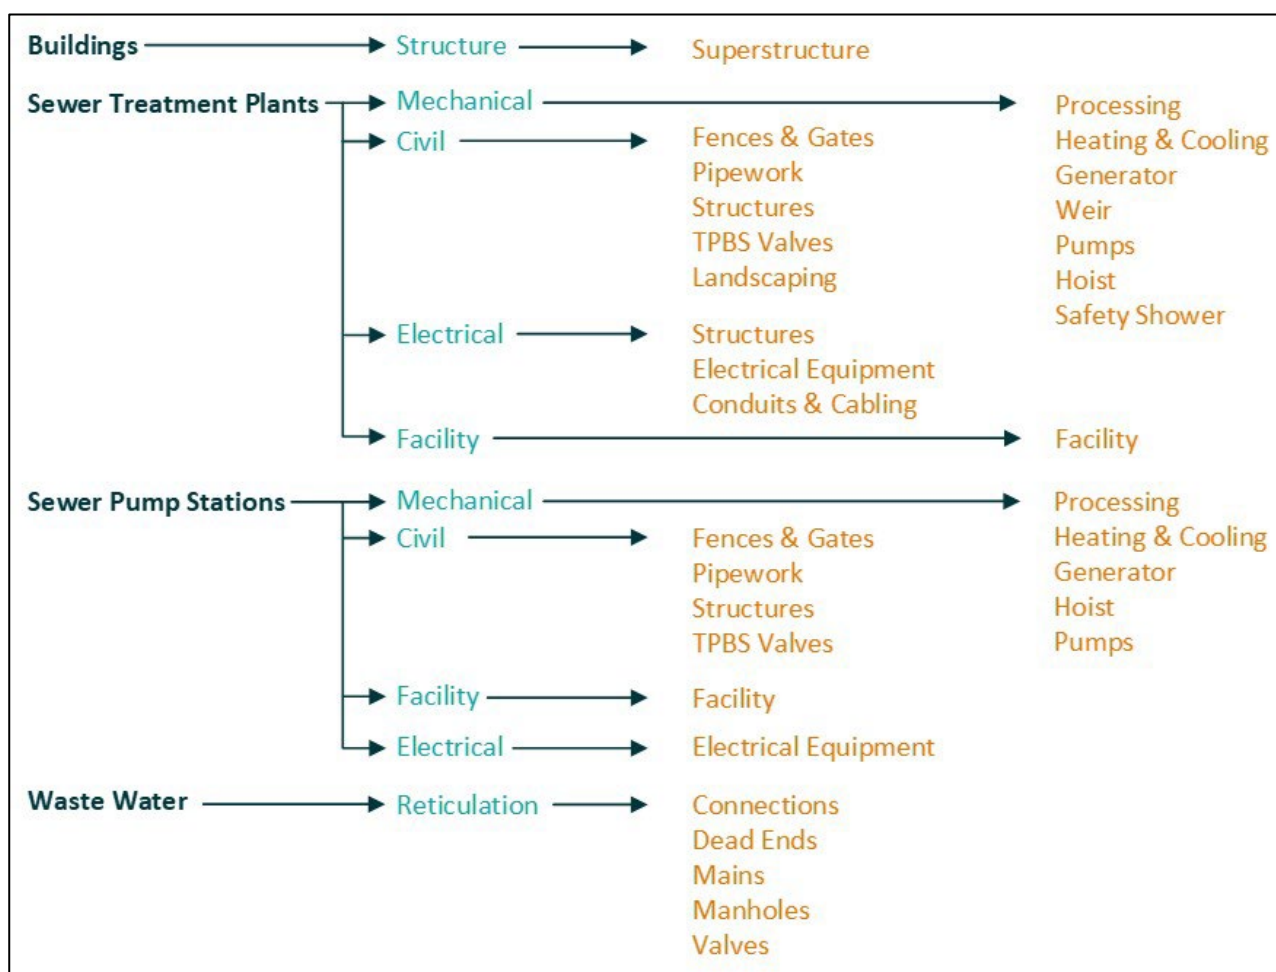 Buildings
Structure
Superstructure
Sewer Treatment Plants
Mechanical
Processing
Heating & Cooling
Generator
Weir
Pumps
Hoist
Safety Shower
Civil
Fences & Gates
Pipework
Structures
TPBS Valves
Landscaping
Electrical
Structures
Electrical Equipment
Conduits & Cabling
Facility
Facility
Sewer Pump Stations
Mechanical
Processing
Heating & Cooling
Generator
Hoist
Pumps
Civil
Fences & Gates
Pipework
Structures
TPBS Valves
Facility
Facility
Electrical
Electrical Equipment
Waste Water
Reticulation
Connections
Dead Ends
Mains
Manholes
Valves